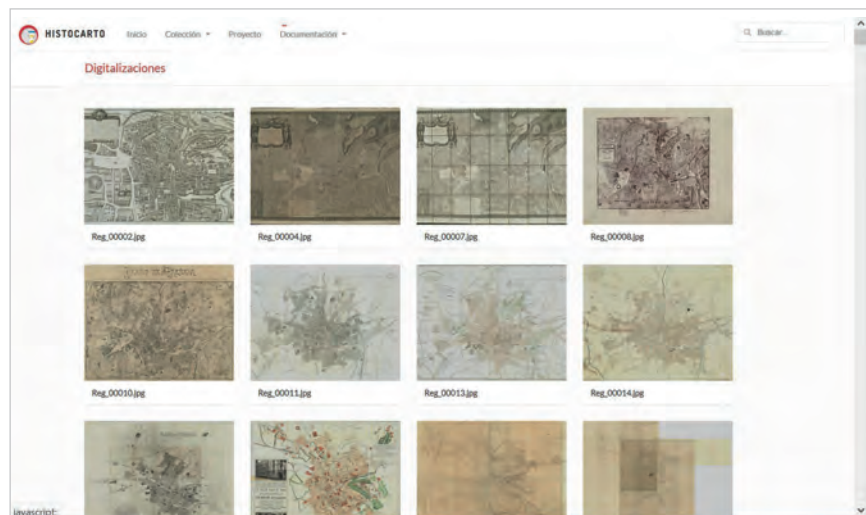 HISTOCARTO Inicio Colección Proyecto Documentación Buscar...
Digitalizaciones
Reg_00002.jpg Reg_00004.jpg Reg_00007.jpg Reg_00008.jpg
Reg_00010.jpg Reg_00011.jpg Reg_00013.jpg Reg_00014.jpg
javascript: